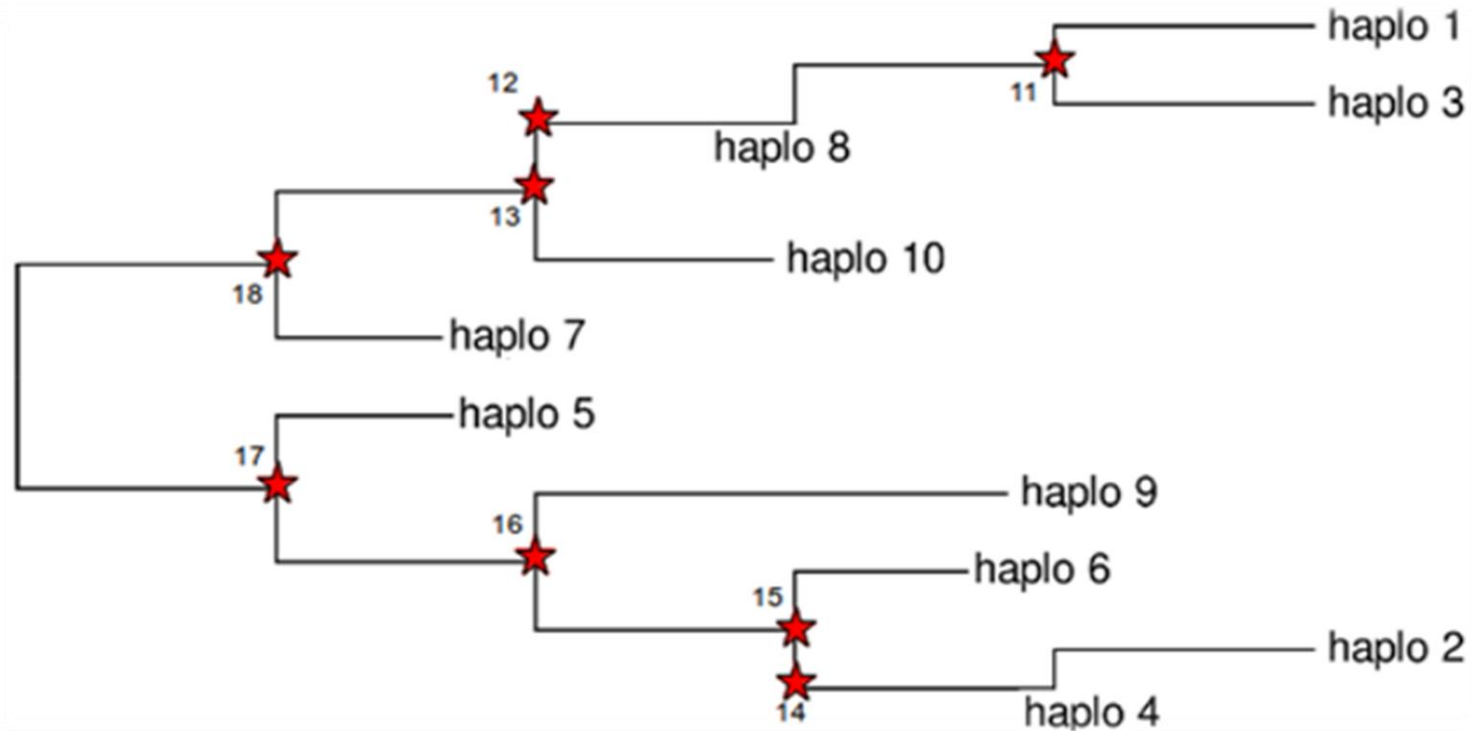 haplo 1
12
11
haplo 3
haplo 8
13
haplo 10
18
haplo 7
haplo 5
17
haplo 9
16
haplo 6
15
haplo 2
14
haplo 4